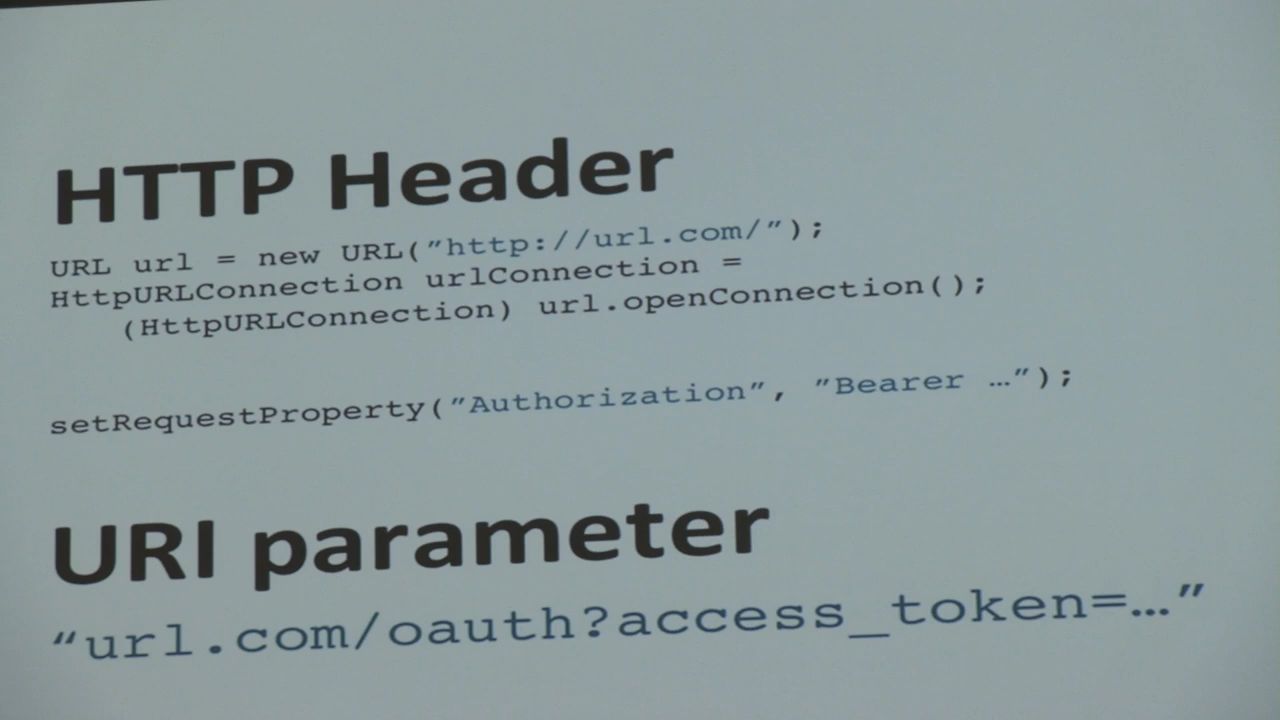 HTTP Header
URL url = new URL(”http://url.com/”);
HttpURLConnection urlConnection =
(HttpURLConnection) url.openConnection();
setRequestProperty(”Authorization”, ”Bearer …”);
URI parameter
“url.com/oauth?access_token=…”